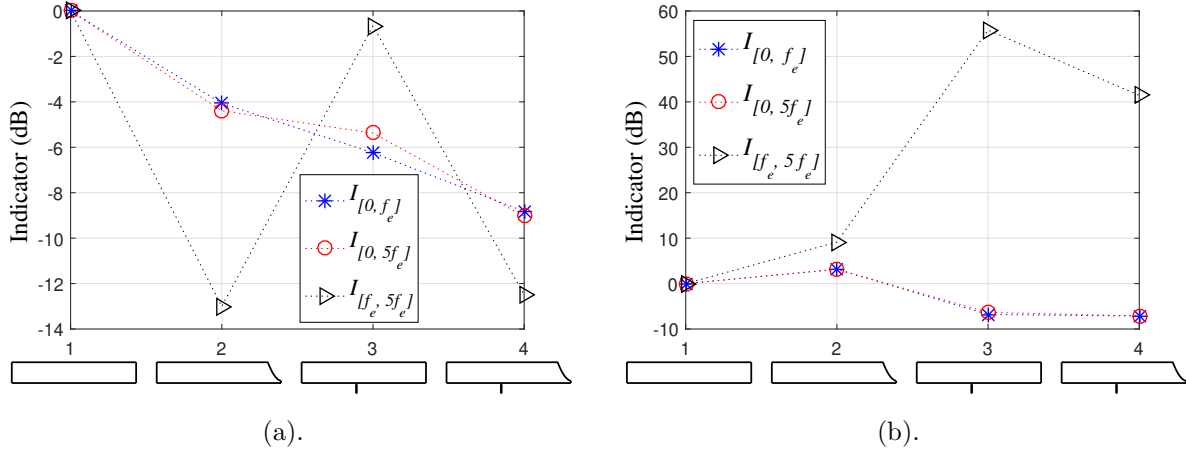 0
-2
-4
-6
-8
-10
-12
-14
Indicator (dB)
I[0, fe]
I[0, 5fe]
I[fe, 5fe]
1 2 3 4
(a).
60
50
40
30
20
10
0
-10
Indicator (dB)
I[0, fe]
I[0, 5fe]
I[fe, 5fe]
1 2 3 4
(b).